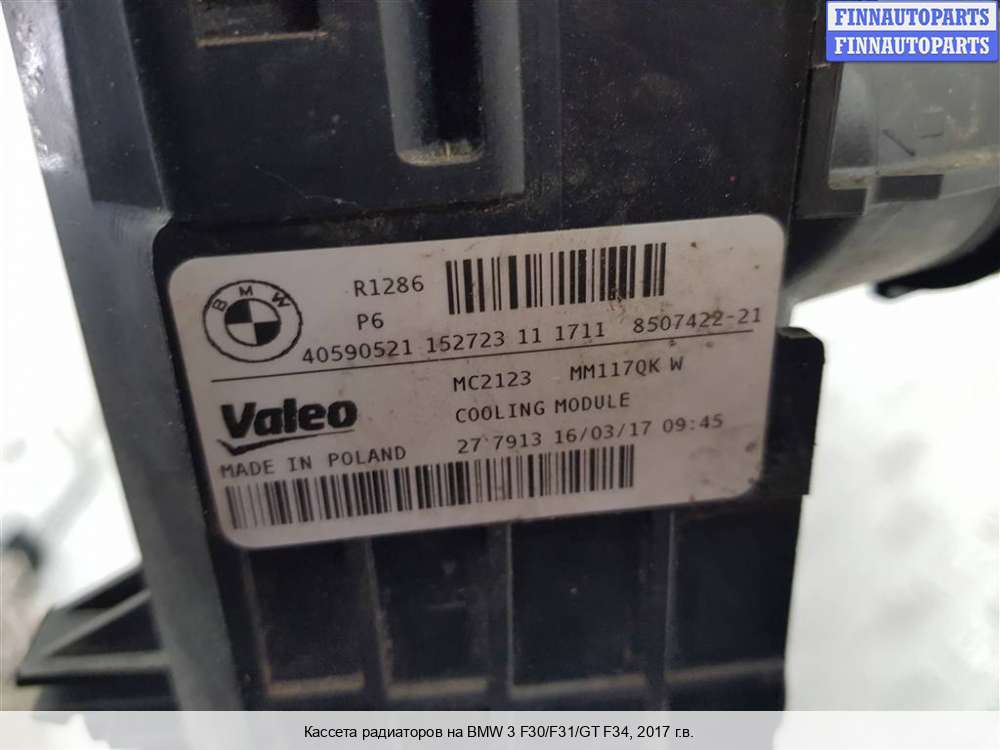 FINNAUTOPARTS
FINNAUTOPARTS
BMW
R1286
P6
40590521 152723 11 1711 8507422-21
Valeo
MC2123 MM117QK W
COOLING MODULE
MADE IN POLAND
27 7913 16/03/17 09:45
Кассета радиаторов на BMW 3 F30/F31/GT F34, 2017 г.в.